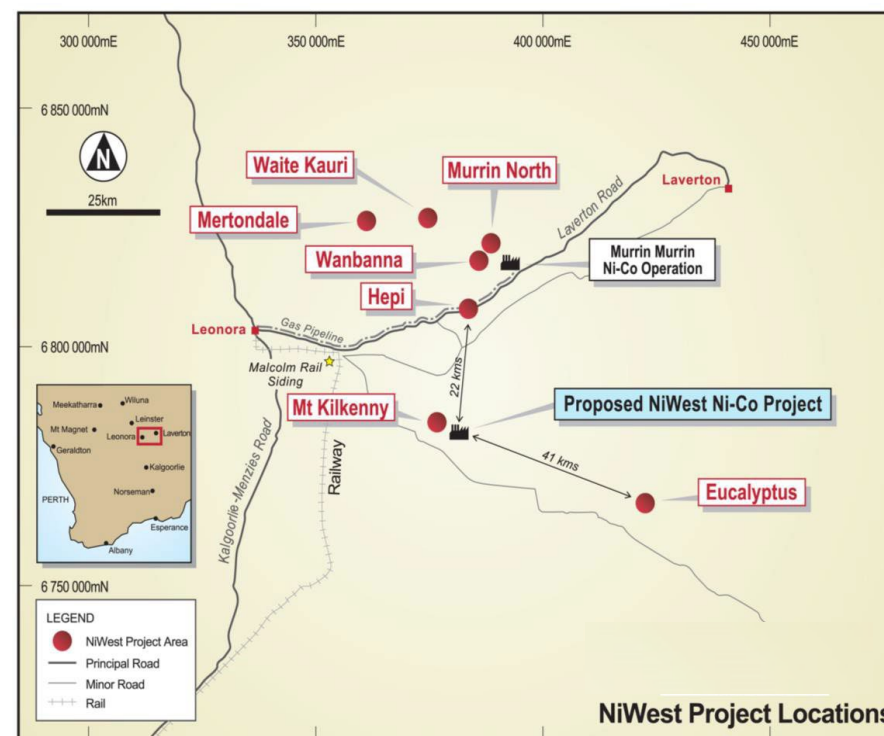 300 000mE
350 000mE
400 000mE
450 000mE
6 850 000mN
N
25km
Waite Kauri
Murrin North
Mertondale
Laverton
Laverton Road
Wanbanna
Murrin Murrin
Ni-Co Operation
Hepi
Leonora
Gas Pipeline
6 800 000mN
Malcolm Rail
Siding
22 kms
Mt Kilkenny
Proposed NiWest Ni-Co Project
41 kms
Eucalyptus
Kalgoorlie-Menzies Road
Railway
Meekatharra
Wiluna
Leinster
Mt Magnet
Leonora
Laverton
Geraldton
Kalgoorlie
Norseman
PERTH
Esperance
Albany
6 750 000mN
LEGEND
NiWest Project Area
Principal Road
Minor Road
Rail
NiWest Project Locations